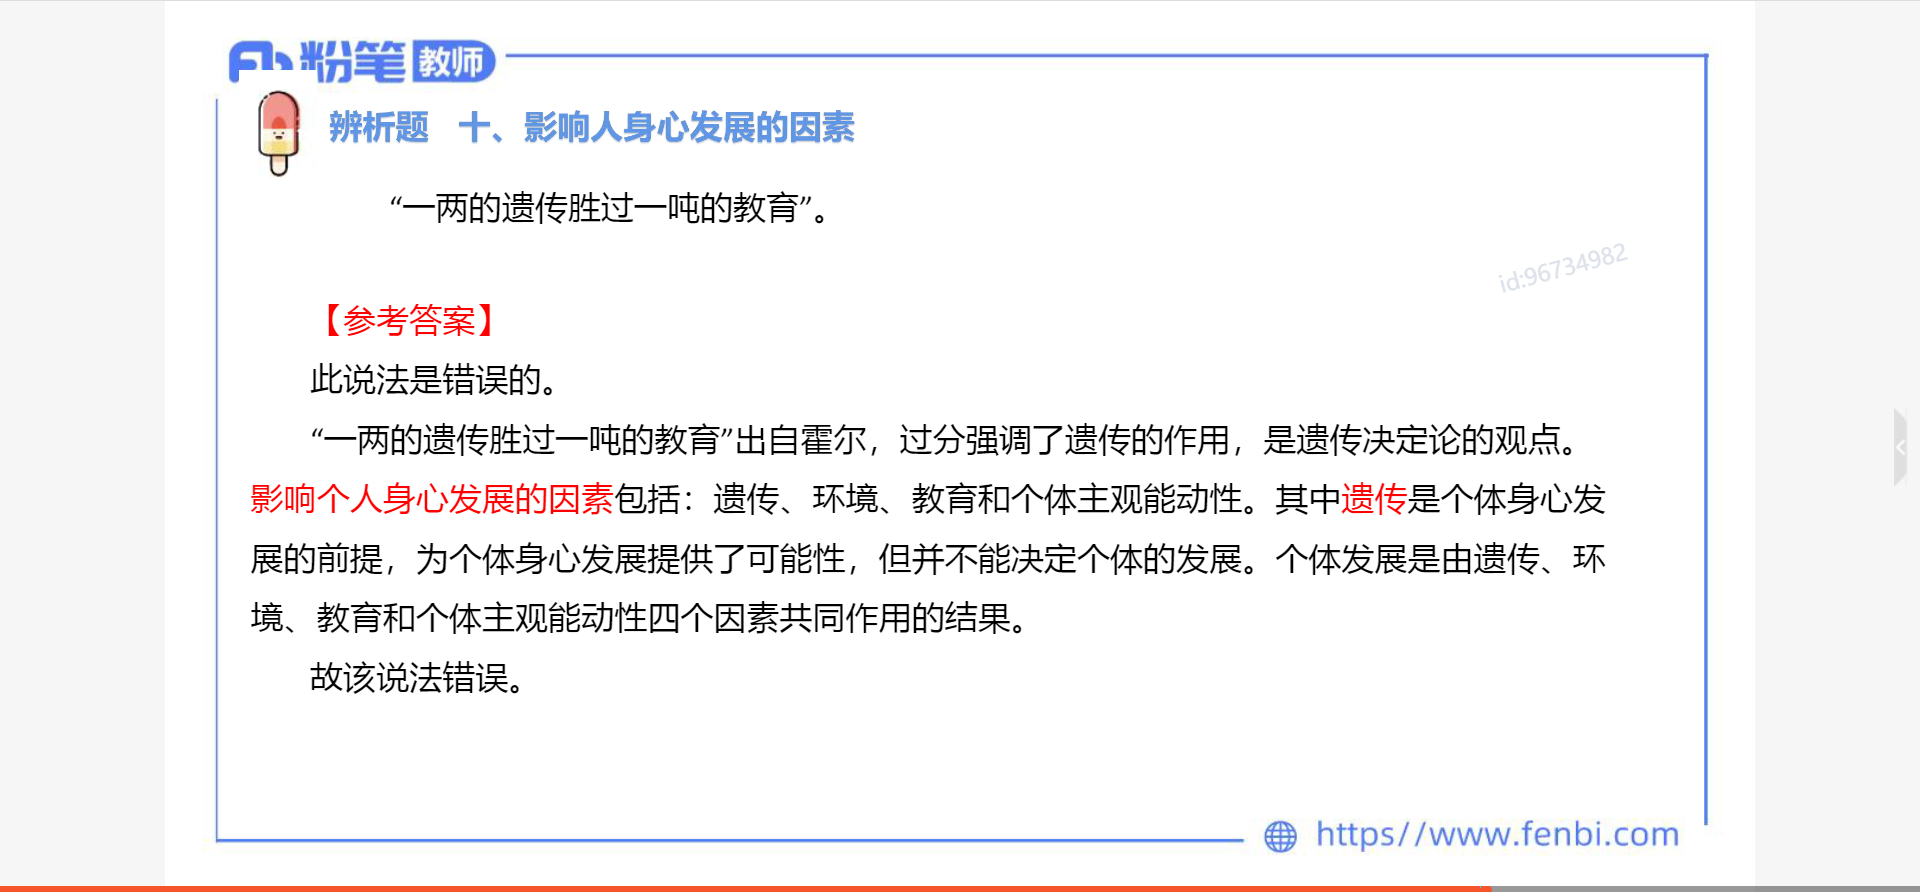 粉笔教师
辨析题 十、影响人身心发展的因素
“一两的遗传胜过一吨的教育”。
id:96734982
【参考答案】
此说法是错误的。
“一两的遗传胜过一吨的教育”出自霍尔，过分强调了遗传的作用，是遗传决定论的观点。
影响个人身心发展的因素包括：遗传、环境、教育和个体主观能动性。其中遗传是个体身心发
展的前提，为个体身心发展提供了可能性，但并不能决定个体的发展。个体发展是由遗传、环
境、教育和个体主观能动性四个因素共同作用的结果。
故该说法错误。
https//www.fenbi.com